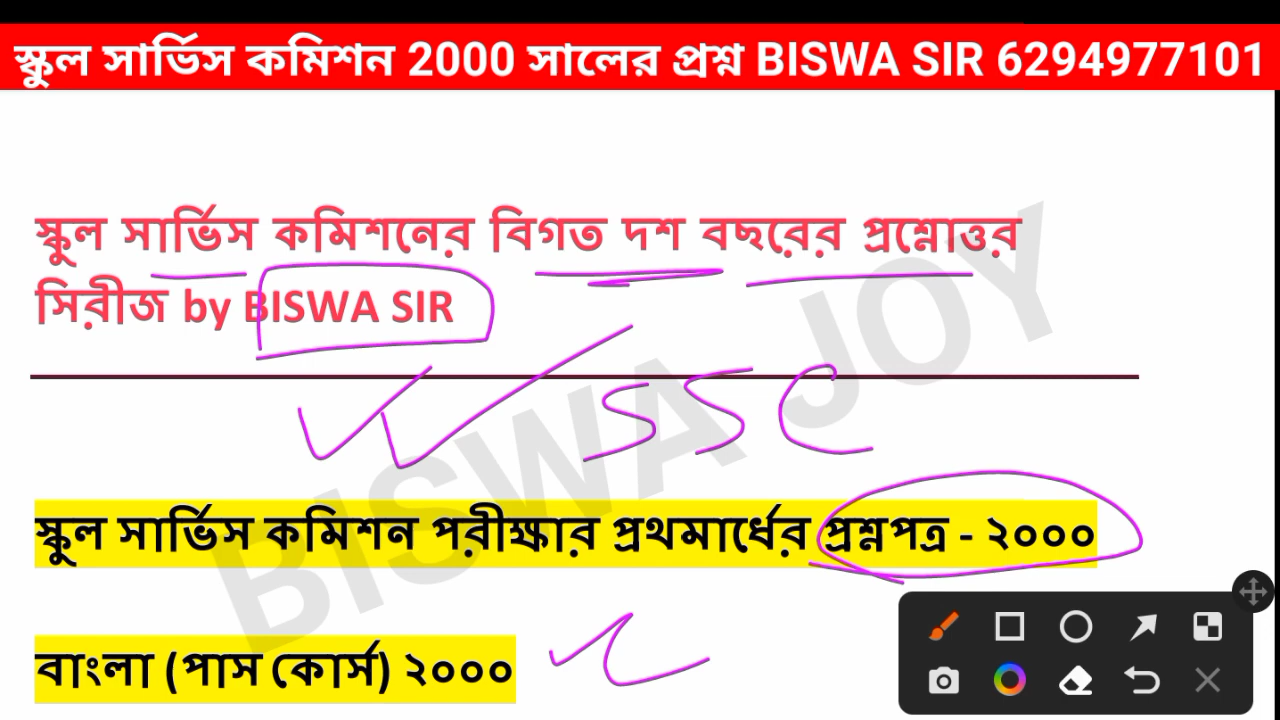 স্কুল সার্ভিস কমিশন 2000 সালের প্রশ্ন BISWA SIR 6294977101
স্কুল সার্ভিস কমিশনের বিগত দশ বছরের প্রশ্নোত্তর
সিরীজ by BISWA SIR
SSC
BISWA JOY
স্কুল সার্ভিস কমিশন পরীক্ষার প্রথমার্ধের প্রশ্নপত্র - ২০০০
বাংলা (পাস কোর্স) ২০০০